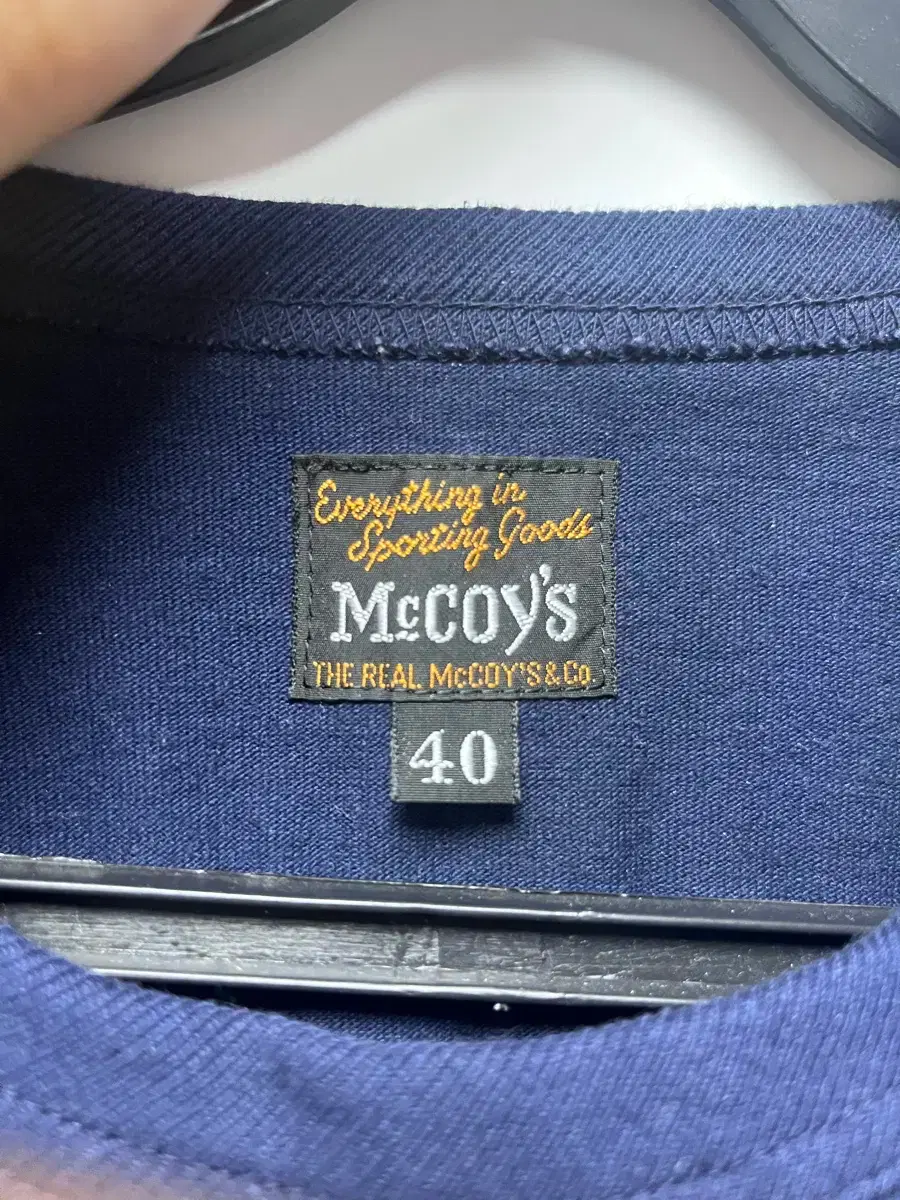 Everything in
Sporting Goods
McCOY'S
THE REAL McCOY'S & Co.
40